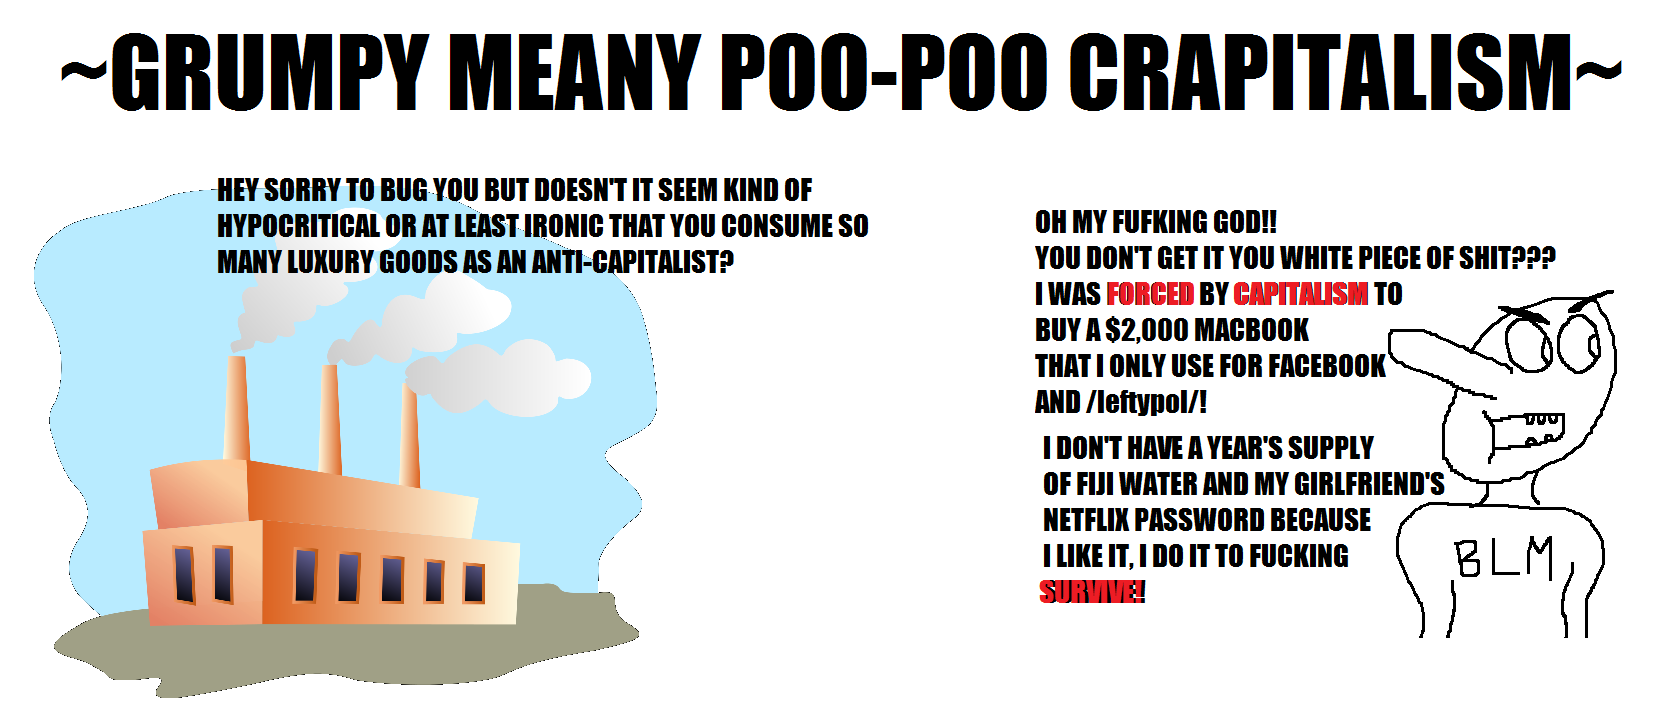 ~GRUMPY MEANY POO-POO CRAPITALISM~
HEY SORRY TO BUG YOU BUT DOESN'T IT SEEM KIND OF
HYPOCRITICAL OR AT LEAST IRONIC THAT YOU CONSUME SO
MANY LUXURY GOODS AS AN ANTI-CAPITALIST?
OH MY FUFKING GOD!!
YOU DON'T GET IT YOU WHITE PIECE OF SHIT???
I WAS FORCED BY CAPITALISM TO
BUY A $2,000 MACBOOK
THAT I ONLY USE FOR FACEBOOK
AND /leftypol/!
I DON'T HAVE A YEAR'S SUPPLY
OF FIJI WATER AND MY GIRLFRIEND'S
NETFLIX PASSWORD BECAUSE
I LIKE IT, I DO IT TO FUCKING
SURVIVE!
BLM